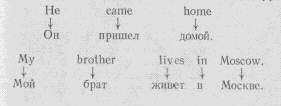 He came home
Он пришел домой.
My brother lives in Moscow.
Мой брат живет в Москве.